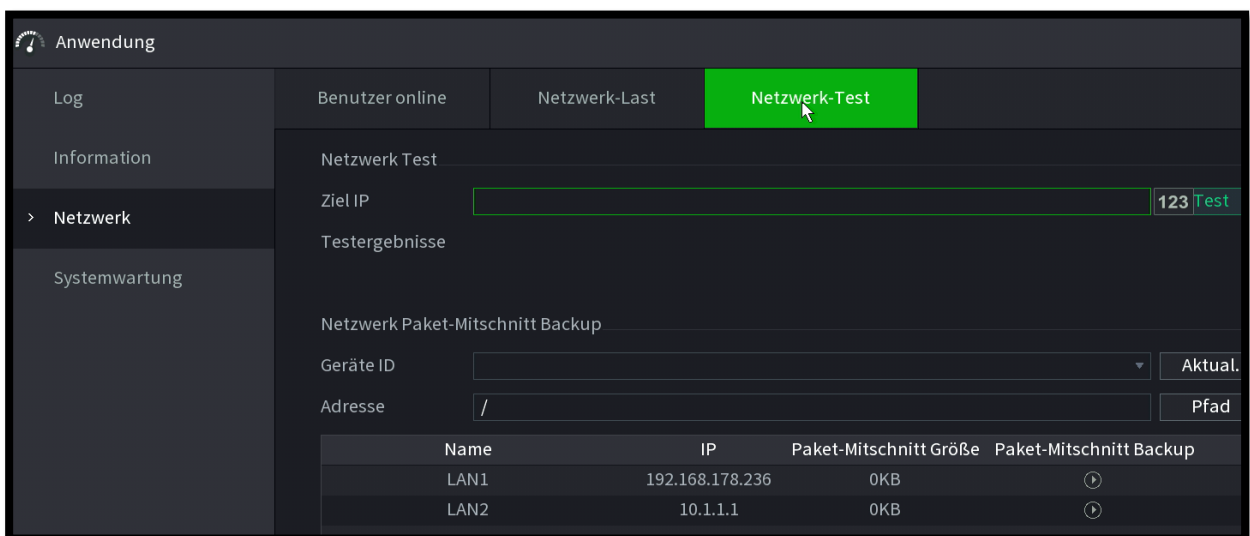 Anwendung
Log
Information
Netzwerk
Systemwartung
Benutzer online
Netzwerk-Last
Netzwerk-Test
Netzwerk Test
Ziel IP
123 Test
Testergebnisse
Netzwerk Paket-Mitschnitt Backup
Geräte ID
Aktual.
Adresse / Pfad
Name IP Paket-Mitschnitt Größe Paket-Mitschnitt Backup
LAN1 192.168.178.236 0KB
LAN2 10.1.1.1 0KB